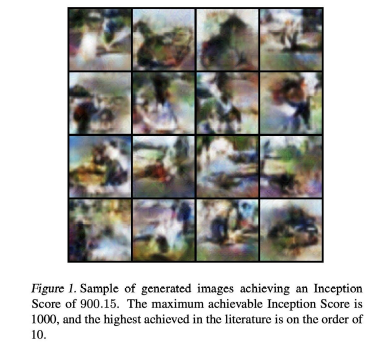 Figure 1. Sample of generated images achieving an Inception
Score of 900.15. The maximum achievable Inception Score is
1000, and the highest achieved in the literature is on the order of
10.